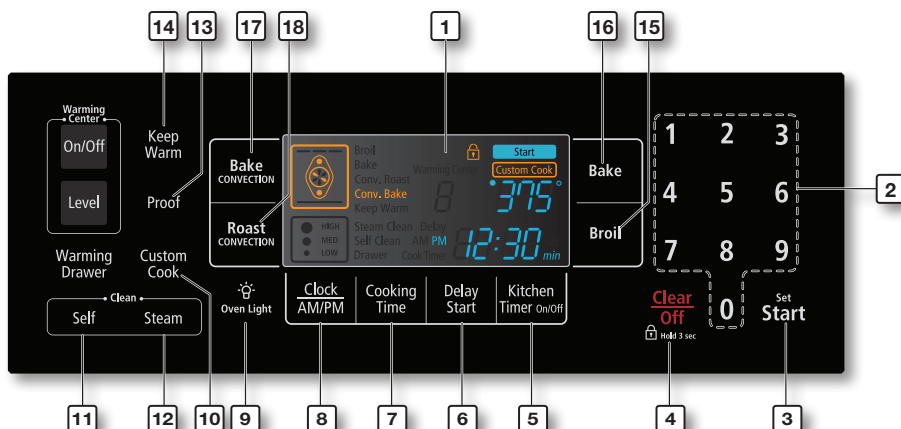 14 13 17 18 1 16 15
Warming
Center
On/Off
Level
Keep
Warm
Proof
Warming
Drawer
Custom
Cook
Clean
Self Steam
Bake
CONVECTION
Roast
CONVECTION
Oven Light
Broil
Bake
Conv. Roast
Conv. Bake
Keep Warm
Warming Center
8
Start
Custom Cook
375°
HIGH
MED
LOW
Steam Clean Delay
Self Clean AM PM
Drawer Cook Timer
12:30 min
Clock
AM/PM
Cooking
Time
Delay
Start
Kitchen
Timer On/Off
Bake
Broil
1 2 3
4 5 6
7 8 9
0
Clear
Off
Hold 3 sec
Set
Start
2
11 12 10 9 8 7 6 5 4 3